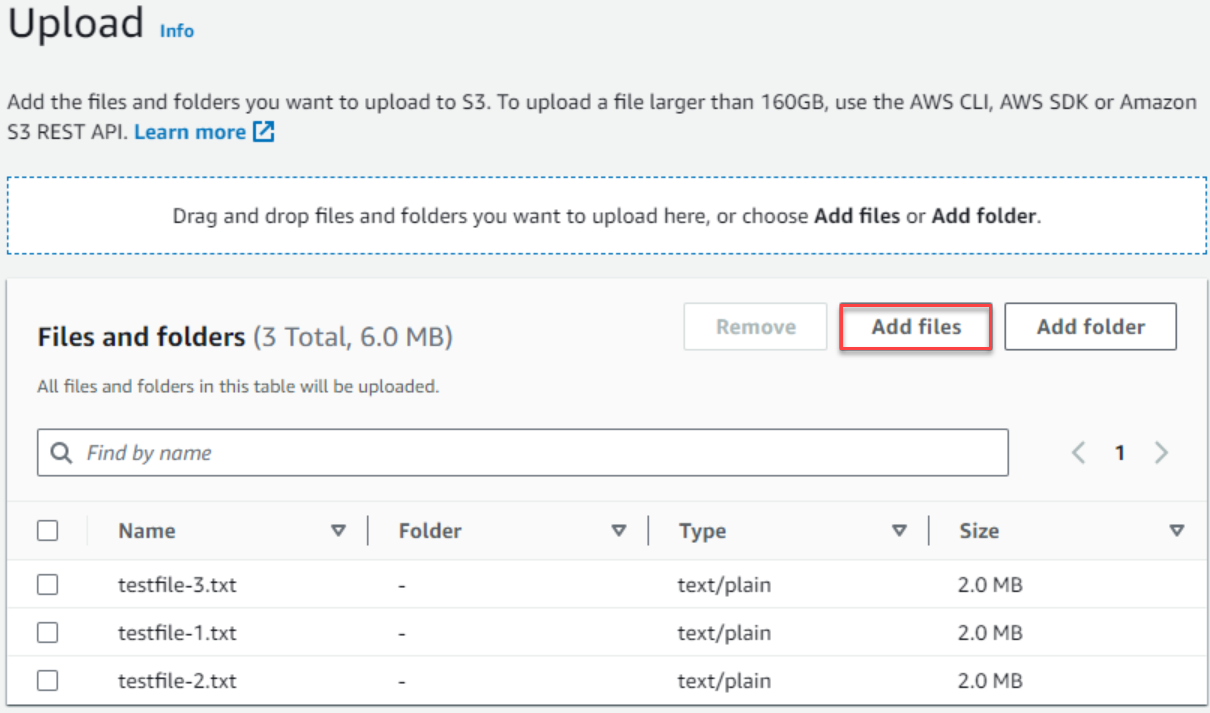 Upload Info
Add the files and folders you want to upload to S3. To upload a file larger than 160GB, use the AWS CLI, AWS SDK or Amazon
S3 REST API. Learn more
Drag and drop files and folders you want to upload here, or choose Add files or Add folder.
Files and folders (3 Total, 6.0 MB) Remove Add files Add folder
All files and folders in this table will be uploaded.
Find by name 1
Name Folder Type Size
testfile-3.txt - text/plain 2.0 MB
testfile-1.txt - text/plain 2.0 MB
testfile-2.txt - text/plain 2.0 MB